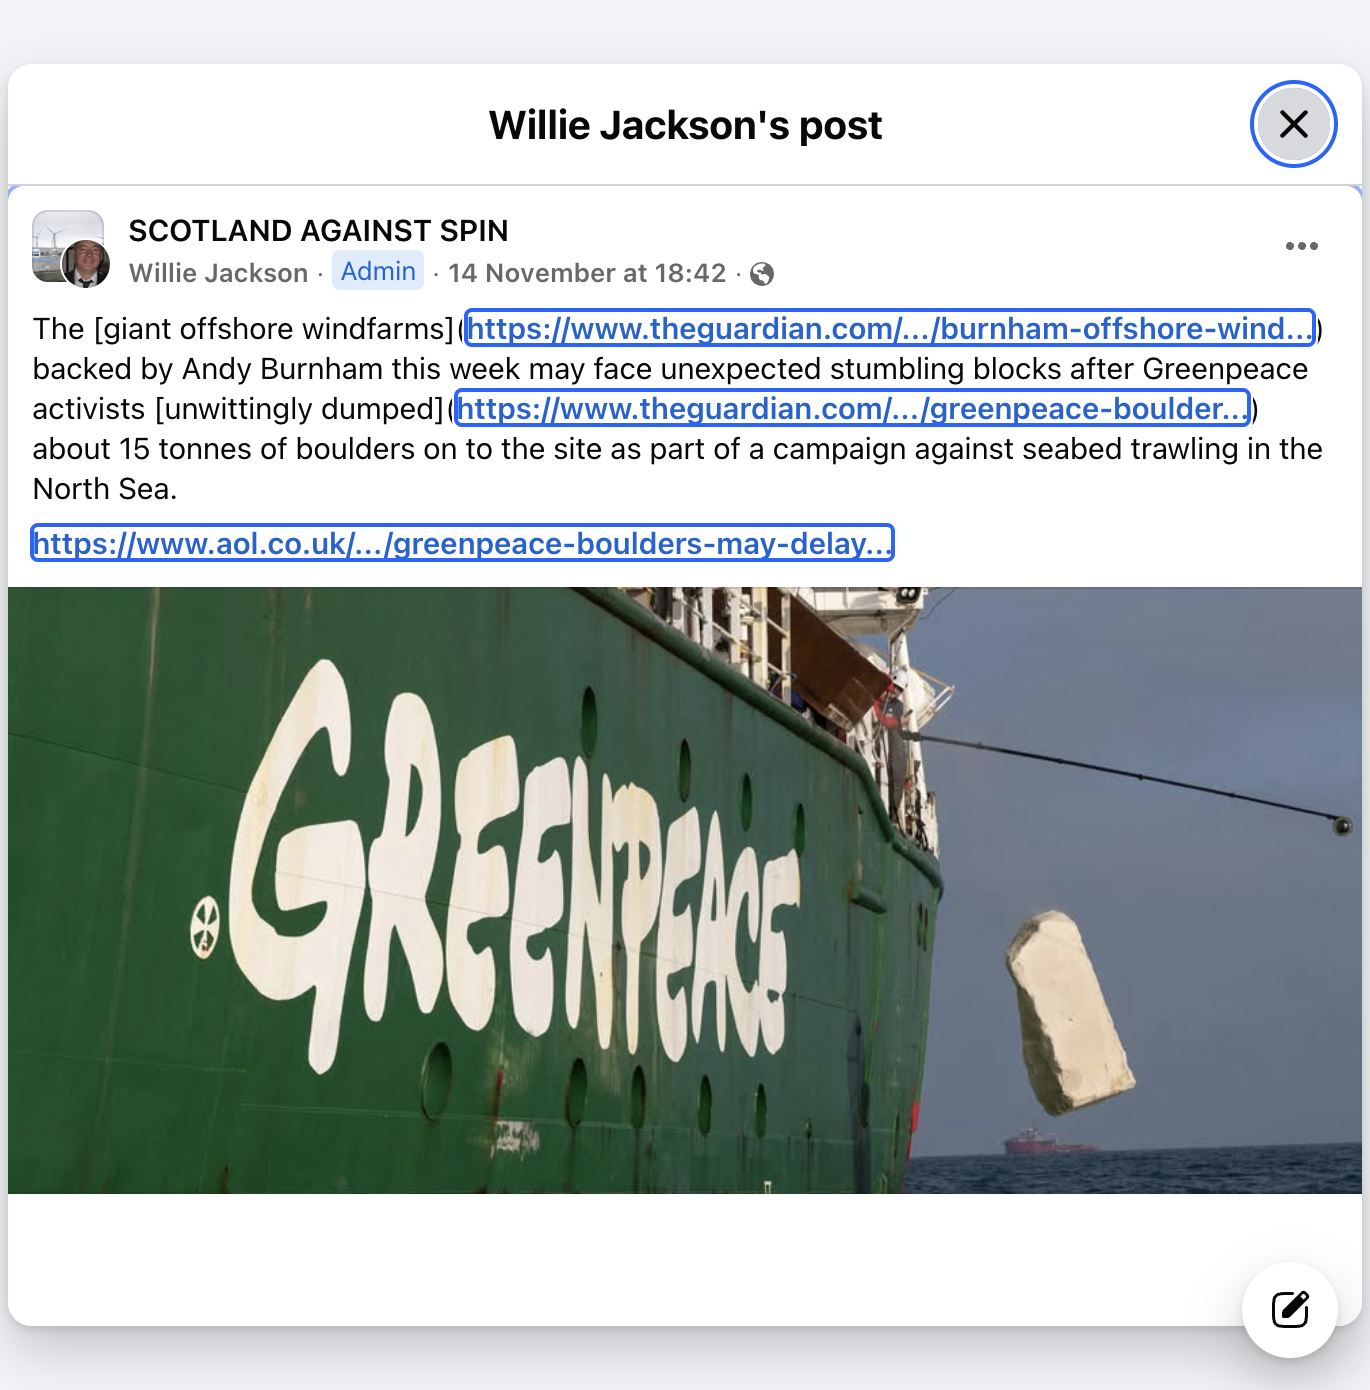 Willie Jackson's post
SCOTLAND AGAINST SPIN
Willie Jackson · Admin · 14 November at 18:42 ·
The [giant offshore windfarms](https://www.theguardian.com/.../burnham-offshore-wind...)
backed by Andy Burnham this week may face unexpected stumbling blocks after Greenpeace
activists [unwittingly dumped](https://www.theguardian.com/.../greenpeace-boulder...)
about 15 tonnes of boulders on to the site as part of a campaign against seabed trawling in the
North Sea.
https://www.aol.co.uk/.../greenpeace-boulders-may-delay...
GREENPEACE